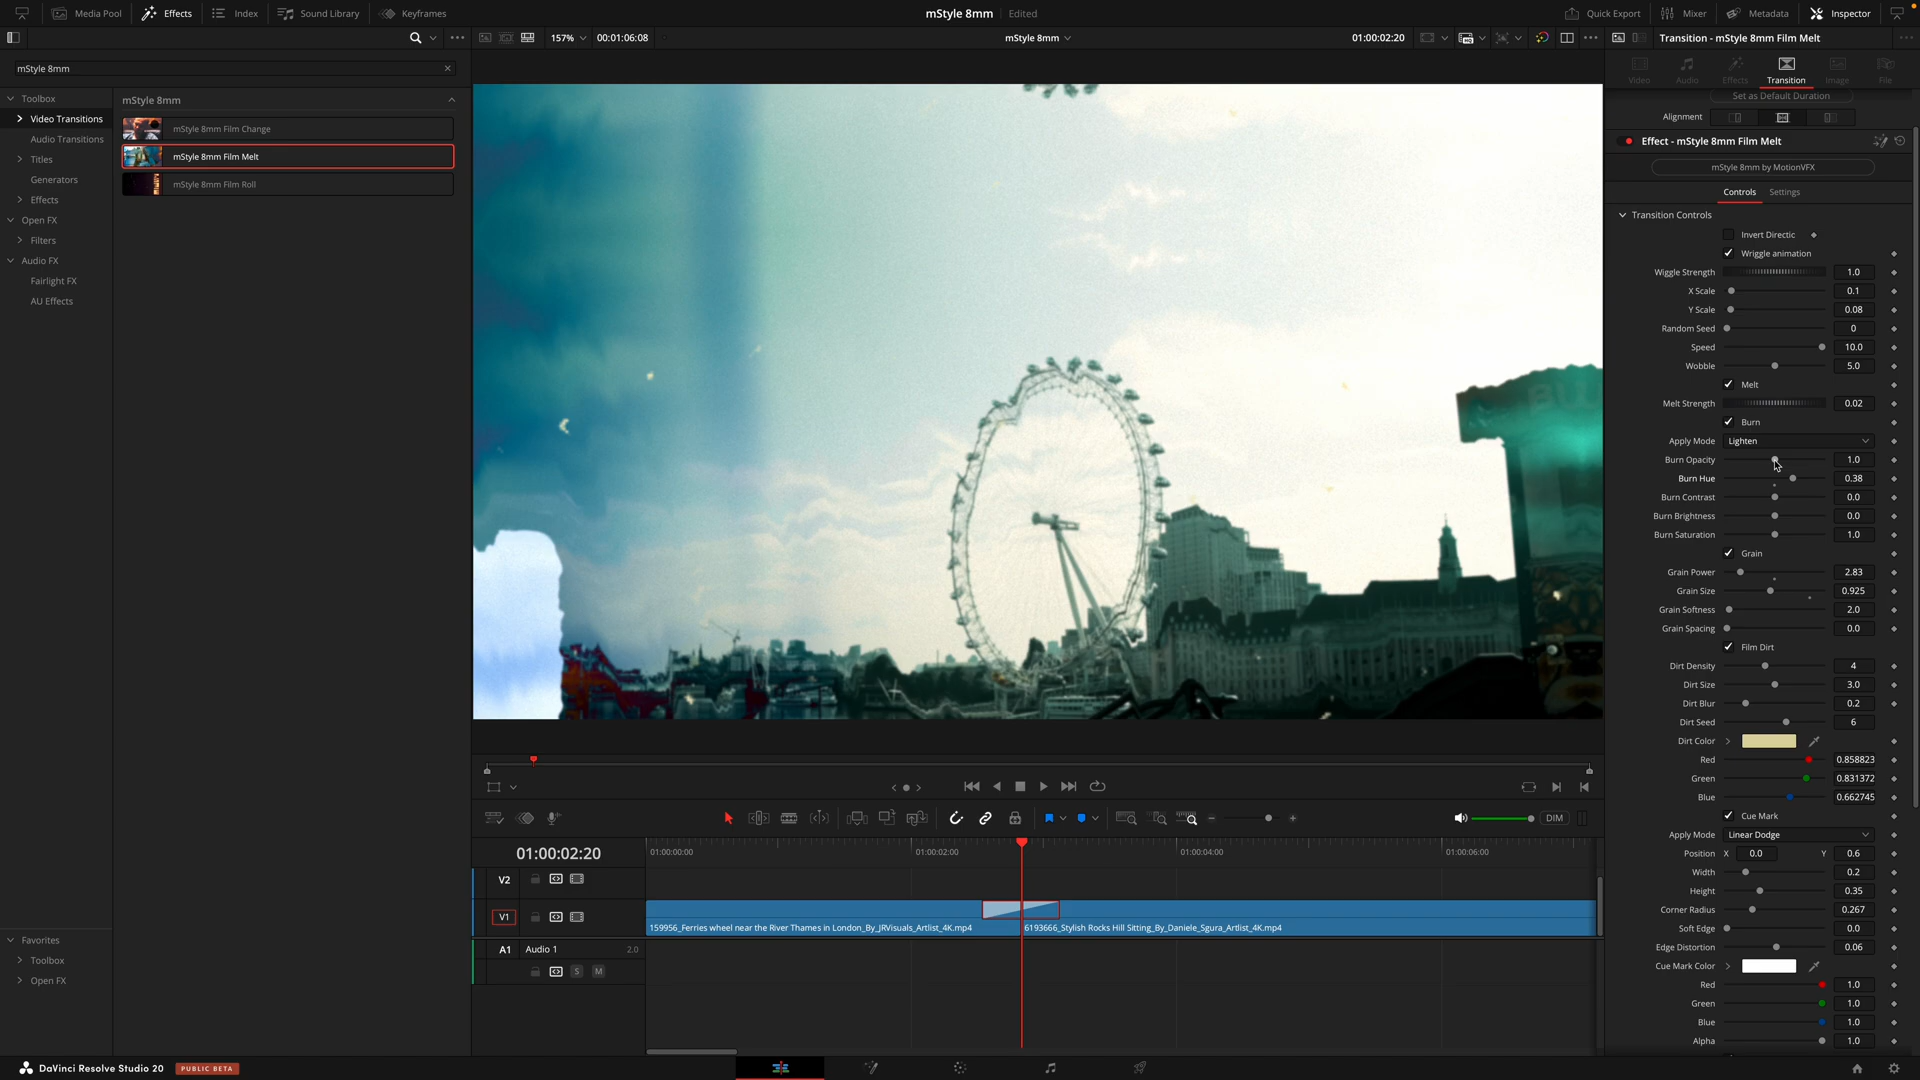 Media Pool Effects Index Sound Library Keyframes mStyle 8mm Edited Quick Export Mixer Metadata Inspector
157% 00:01:06:08 mStyle 8mm 01:00:02:20 Transition - mStyle 8mm Film Melt
mStyle 8mm
Video Audio Effects Transition Image File
Set as Default Duration
Alignment
Toolbox
Video Transitions
Audio Transitions
Titles
Generators
Effects
Open FX
Filters
Audio FX
Fairlight FX
AU Effects
Favorites
Toolbox
Open FX
mStyle 8mm
mStyle 8mm Film Change
mStyle 8mm Film Melt
mStyle 8mm Film Roll
Effect - mStyle 8mm Film Melt
mStyle 8mm by MotionVFX
Controls Settings
Transition Controls
Invert Directic
Wriggle animation
Wiggle Strength 1.0
X Scale 0.1
Y Scale 0.08
Random Seed 0
Speed 10.0
Wobble 5.0
Melt
Melt Strength 0.02
Burn
Apply Mode Lighten
Burn Opacity 1.0
Burn Hue 0.38
Burn Contrast 0.0
Burn Brightness 0.0
Burn Saturation 1.0
Grain
Grain Power 2.83
Grain Size 0.925
Grain Softness 2.0
Grain Spacing 0.0
Film Dirt
Dirt Density 4
Dirt Size 3.0
Dirt Blur 0.2
Dirt Seed 6
Dirt Color
Red 0.858823
Green 0.831372
Blue 0.662745
Cue Mark
Apply Mode Linear Dodge
Position X 0.0 Y 0.6
Width 0.2
Height 0.35
Corner Radius 0.267
Soft Edge 0.0
Edge Distortion 0.06
Cue Mark Color
Red 1.0
Green 1.0
Blue 1.0
Alpha 1.0
DIM
01:00:02:20 01:00:00:00 01:00:02:00 01:00:04:00 01:00:06:00
V2
V1
159956_Ferries wheel near the River Thames in London_By_JRVisuals_Artlist_4K.mp4 6193666_Stylish Rocks Hill Sitting_By_Daniele_Sgura_Artlist_4K.mp4
A1 Audio 1 2.0
S M
DaVinci Resolve Studio 20 PUBLIC BETA